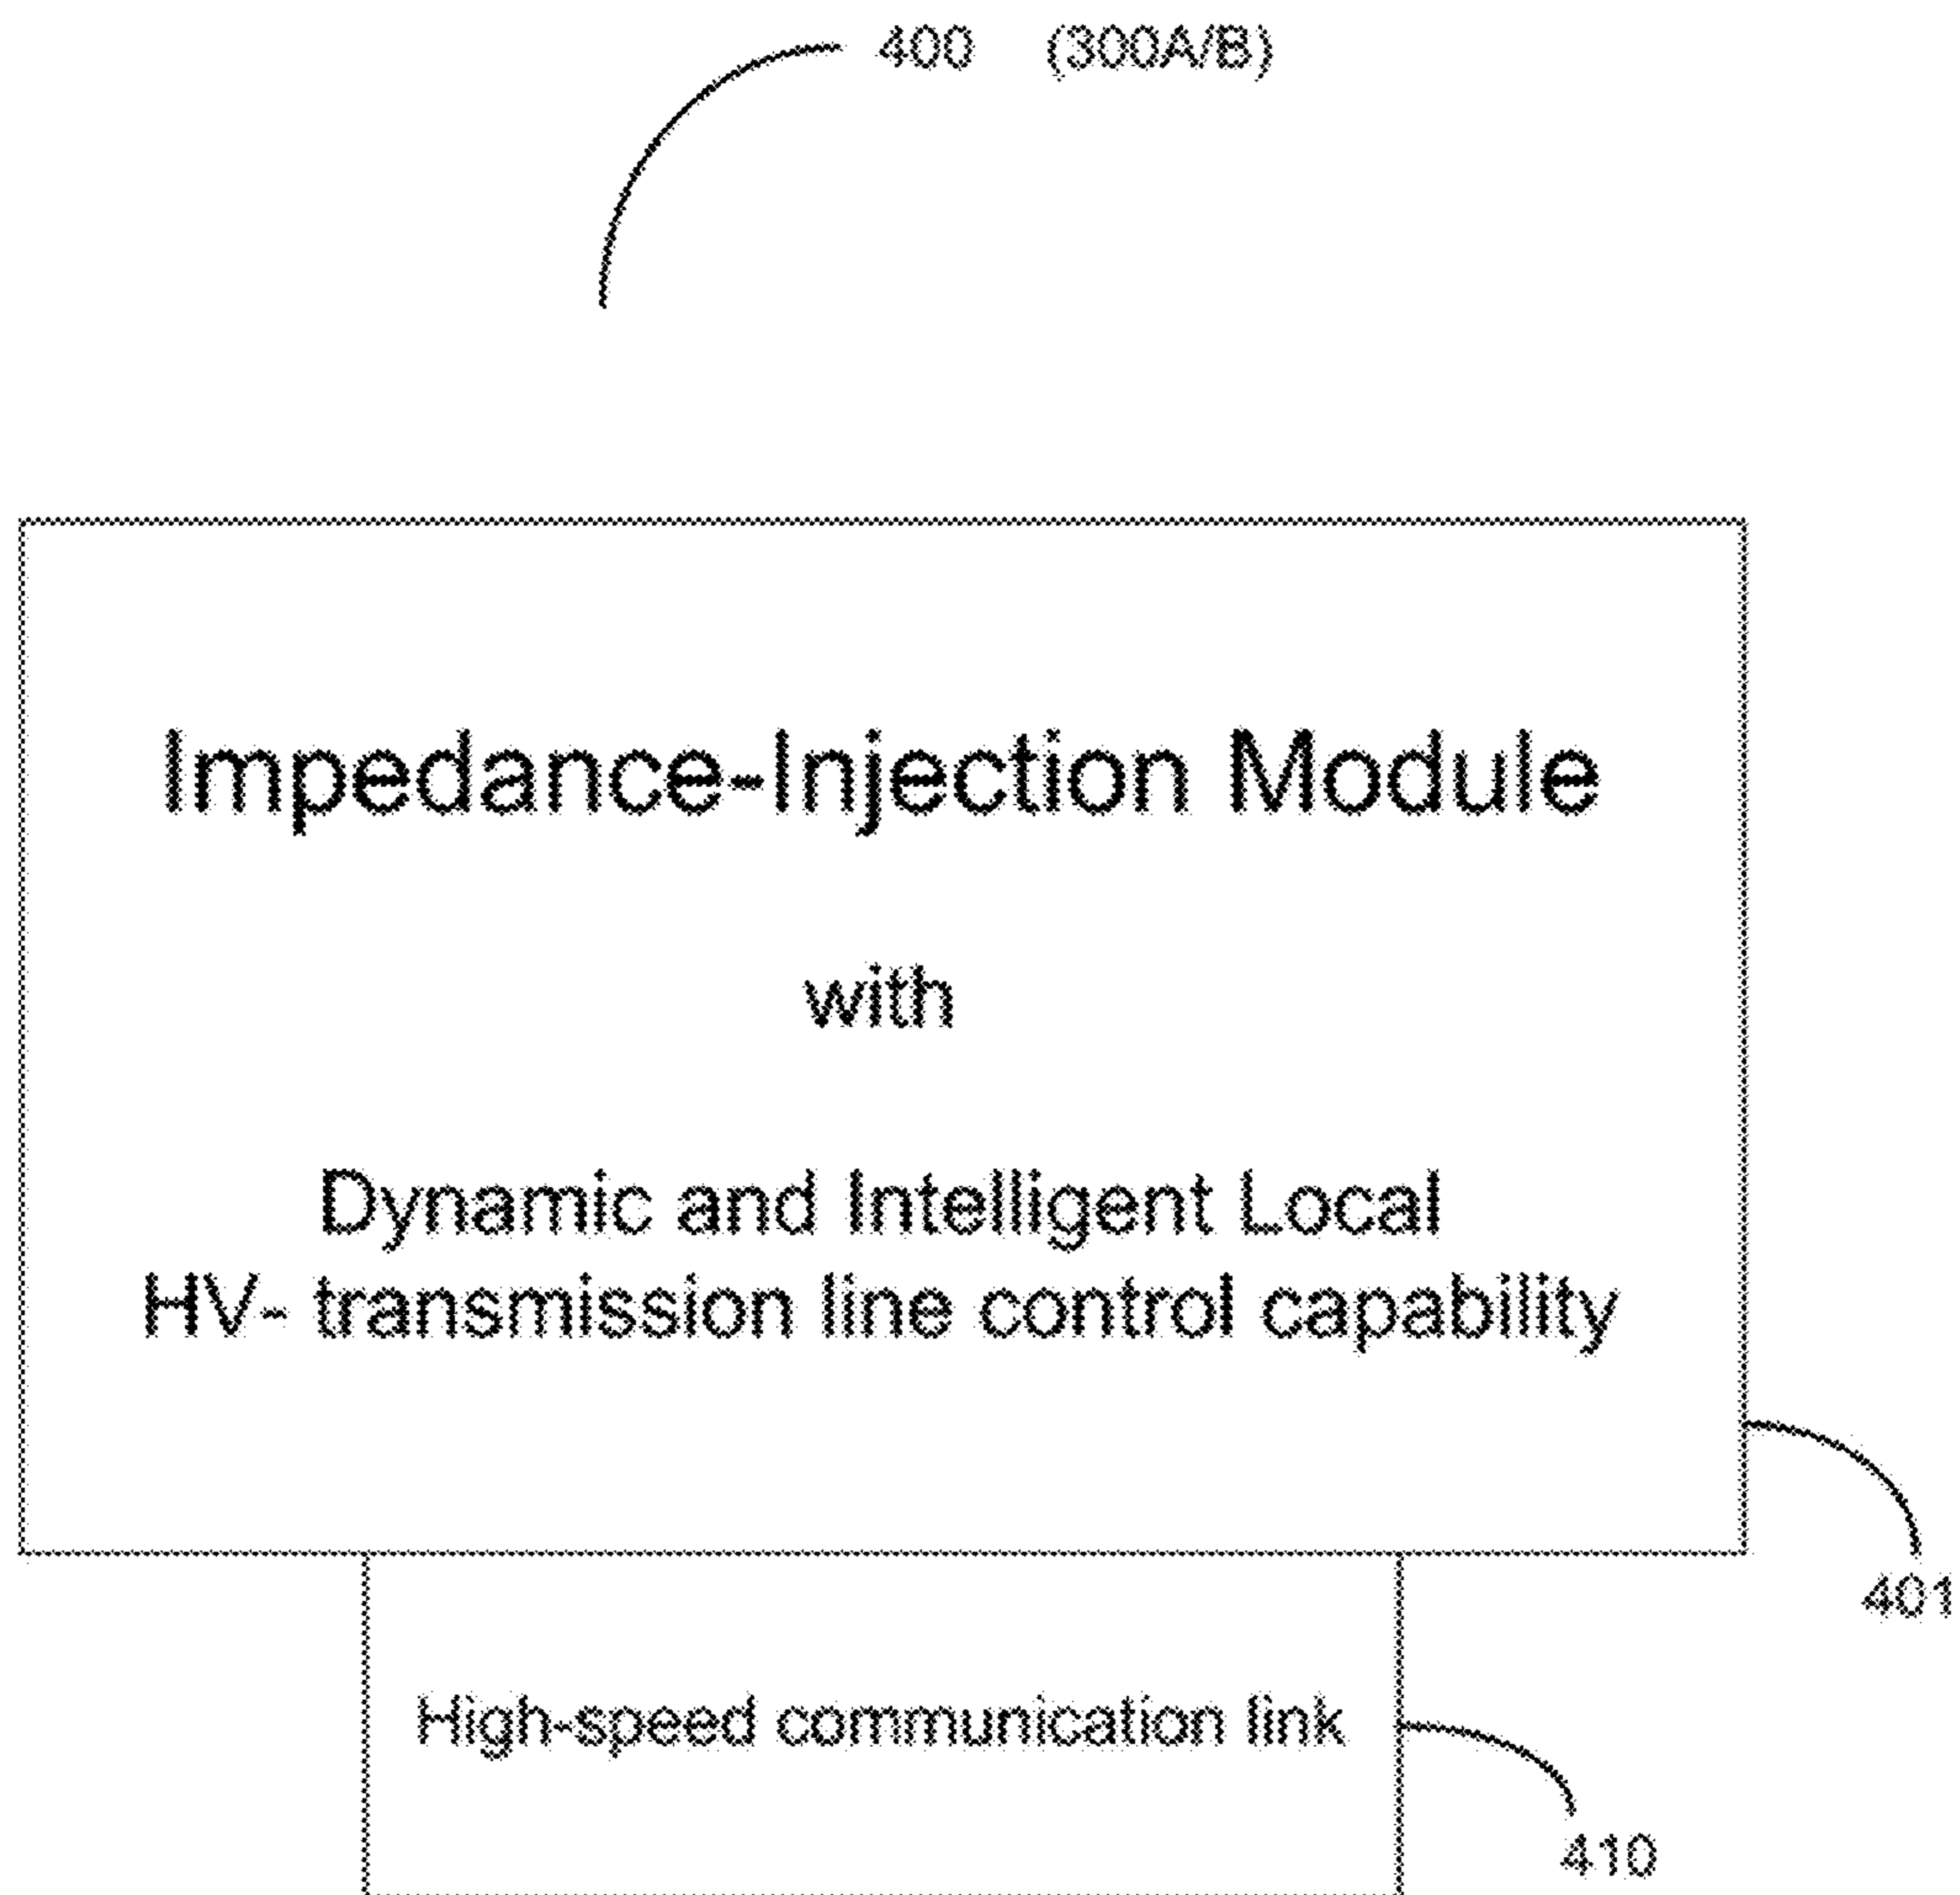 400 (300A/B)
Impedance-Injection Module
with
Dynamic and Intelligent Local
HV- transmission line control capability
401
High-speed communication link
410